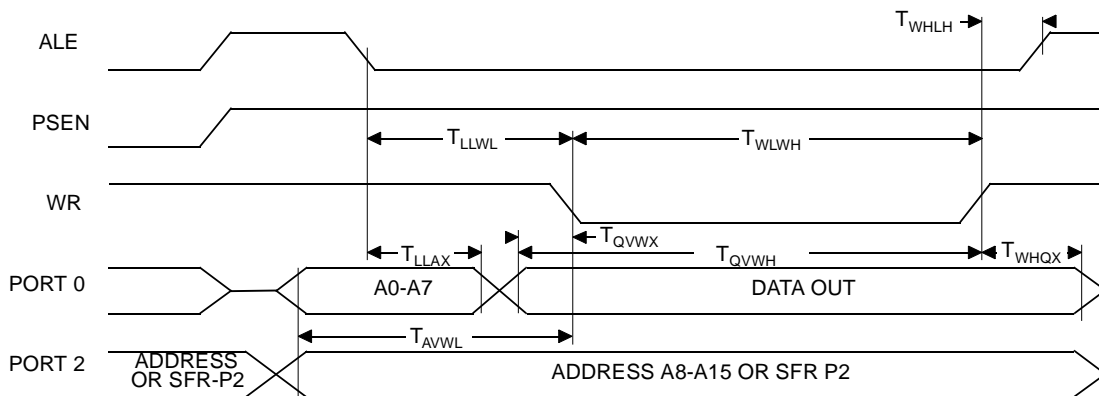 ALE
TWHLH
PSEN
TLLWL
TWLWH
WR
TQVWX
TLLAX
TQVWH
TWHQX
PORT 0
A0-A7
DATA OUT
TAVWL
PORT 2
ADDRESS
OR SFR-P2
ADDRESS A8-A15 OR SFR P2